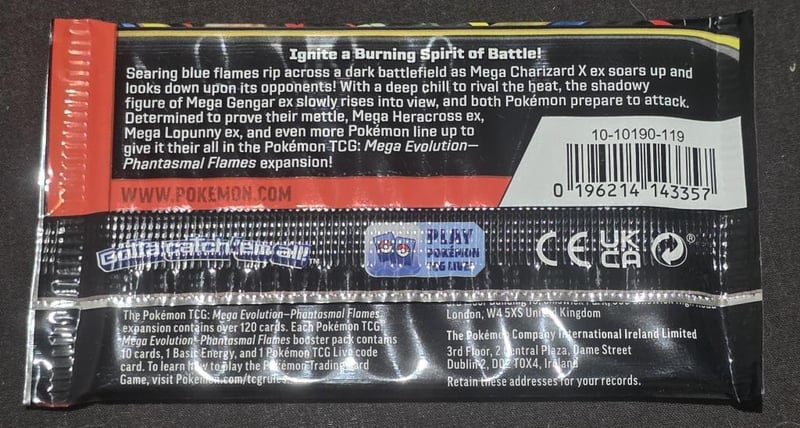 Ignite a Burning Spirit of Battle!
Searing blue flames rip across a dark battlefield as Mega Charizard X ex soars up and
looks down upon its opponents! With a deep chill to rival the heat, the shadowy
figure of Mega Gengar ex slowly rises into view, and both Pokémon prepare to attack.
Determined to prove their mettle, Mega Heracross ex,
Mega Lopunny ex, and even more Pokémon line up to
give it their all in the Pokémon TCG: Mega Evolution—
Phantasmal Flames expansion!
10-10190-119
0 196214 143357
WWW.POKEMON.COM
Gotta catch 'em all!™
PLAY
POKÉMON
TCG LIVE
CE UK
CA ®
The Pokémon TCG: Mega Evolution—Phantasmal Flames
expansion contains over 120 cards. Each Pokémon TCG:
Mega Evolution—Phantasmal Flames booster pack contains
10 cards, 1 Basic Energy, and 1 Pokémon TCG Live code
card. To learn how to play the Pokémon Trading Card
Game, visit Pokemon.com/tcgrules
London, W4 5XS United Kingdom
The Pokémon Company International Ireland Limited
3rd Floor, 2 Central Plaza, Dame Street
Dublin 2, D02 T0X4, Ireland
Retain these addresses for your records.